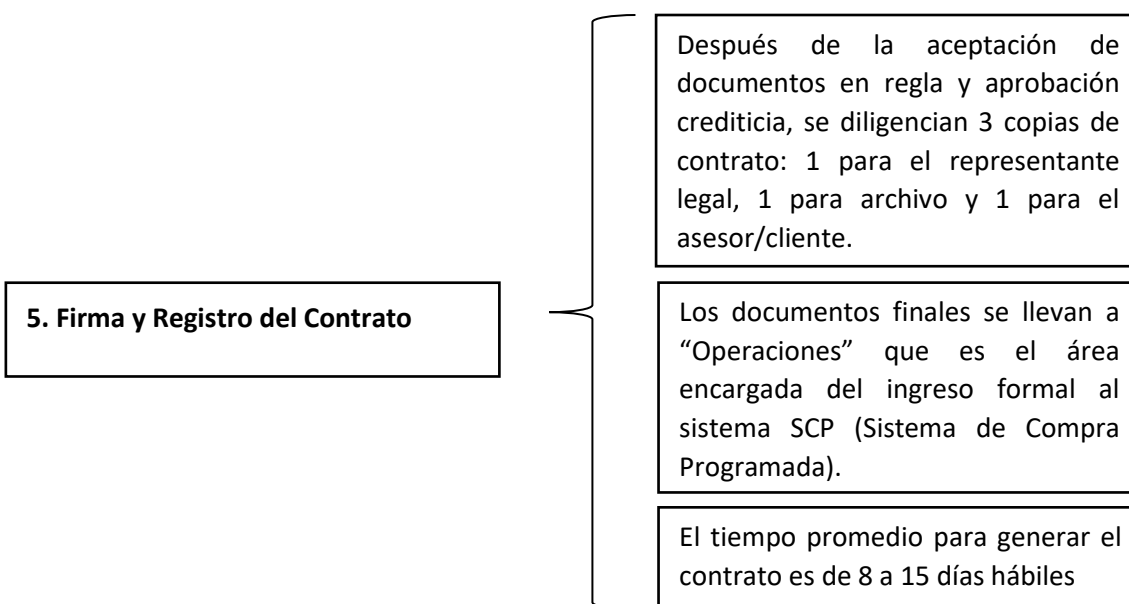 5. Firma y Registro del Contrato
Después de la aceptación de
documentos en regla y aprobación
crediticia, se diligencian 3 copias de
contrato: 1 para el representante
legal, 1 para archivo y 1 para el
asesor/cliente.
Los documentos finales se llevan a
“Operaciones” que es el área
encargada del ingreso formal al
sistema SCP (Sistema de Compra
Programada).
El tiempo promedio para generar el
contrato es de 8 a 15 días hábiles